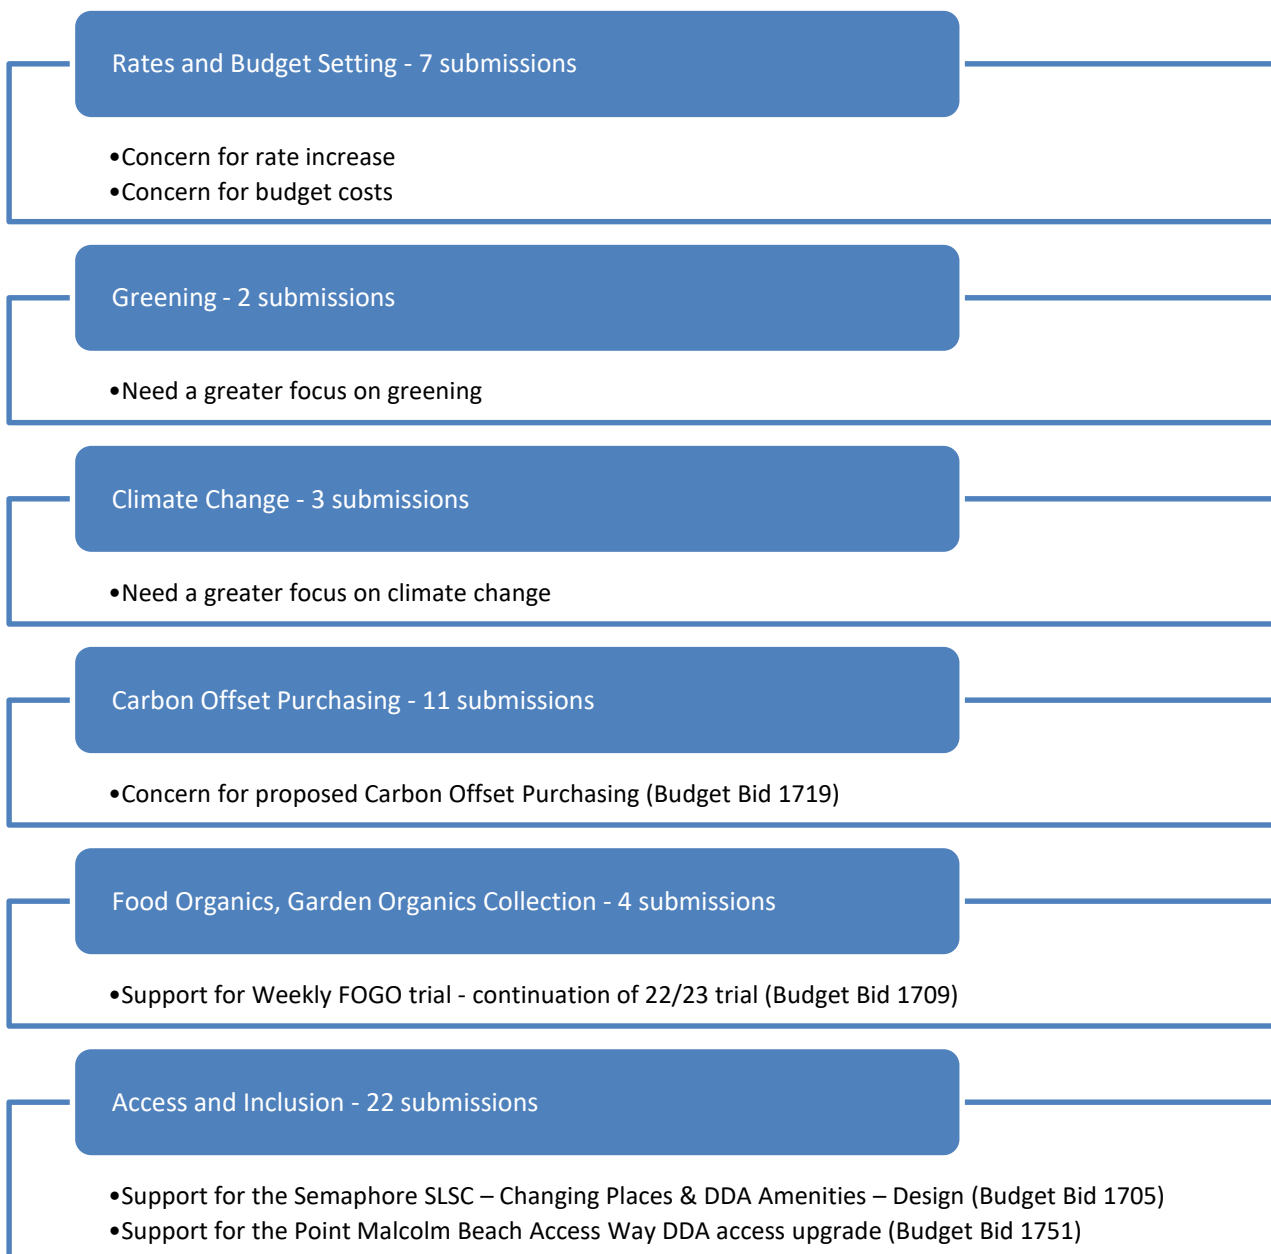 Rates and Budget Setting - 7 submissions
•Concern for rate increase
•Concern for budget costs
Greening - 2 submissions
•Need a greater focus on greening
Climate Change - 3 submissions
•Need a greater focus on climate change
Carbon Offset Purchasing - 11 submissions
•Concern for proposed Carbon Offset Purchasing (Budget Bid 1719)
Food Organics, Garden Organics Collection - 4 submissions
•Support for Weekly FOGO trial - continuation of 22/23 trial (Budget Bid 1709)
Access and Inclusion - 22 submissions
•Support for the Semaphore SLSC – Changing Places & DDA Amenities – Design (Budget Bid 1705)
•Support for the Point Malcolm Beach Access Way DDA access upgrade (Budget Bid 1751)